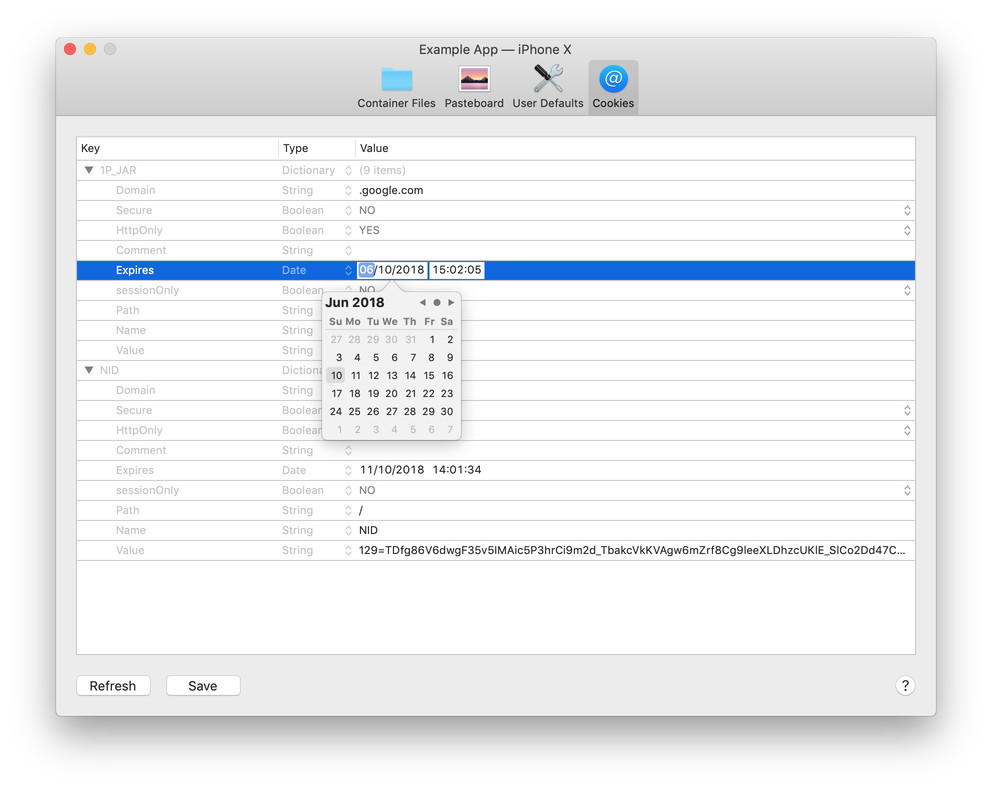 Example App — iPhone X
Container Files Pasteboard User Defaults @ Cookies
Key Type Value
1P_JAR Dictionary (9 items)
Domain String .google.com
Secure Boolean NO
HttpOnly Boolean YES
Comment String
Expires Date 06/10/2018 15:02:05
sessionOnly Boolean NO
Path String
Name String
Value String
NID
Domain String
Secure
HttpOnly
Comment String
Expires Date 11/10/2018 14:01:34
sessionOnly Boolean NO
Path String /
Name String NID
Value String
Jun 2018
Su Mo Tu We Th Fr Sa
27 28 29 30 31 1 2
3 4 5 6 7 8 9
10 11 12 13 14 15 16
17 18 19 20 21 22 23
24 25 26 27 28 29 30
1 2 3 4 5 6 7
Refresh Save ?